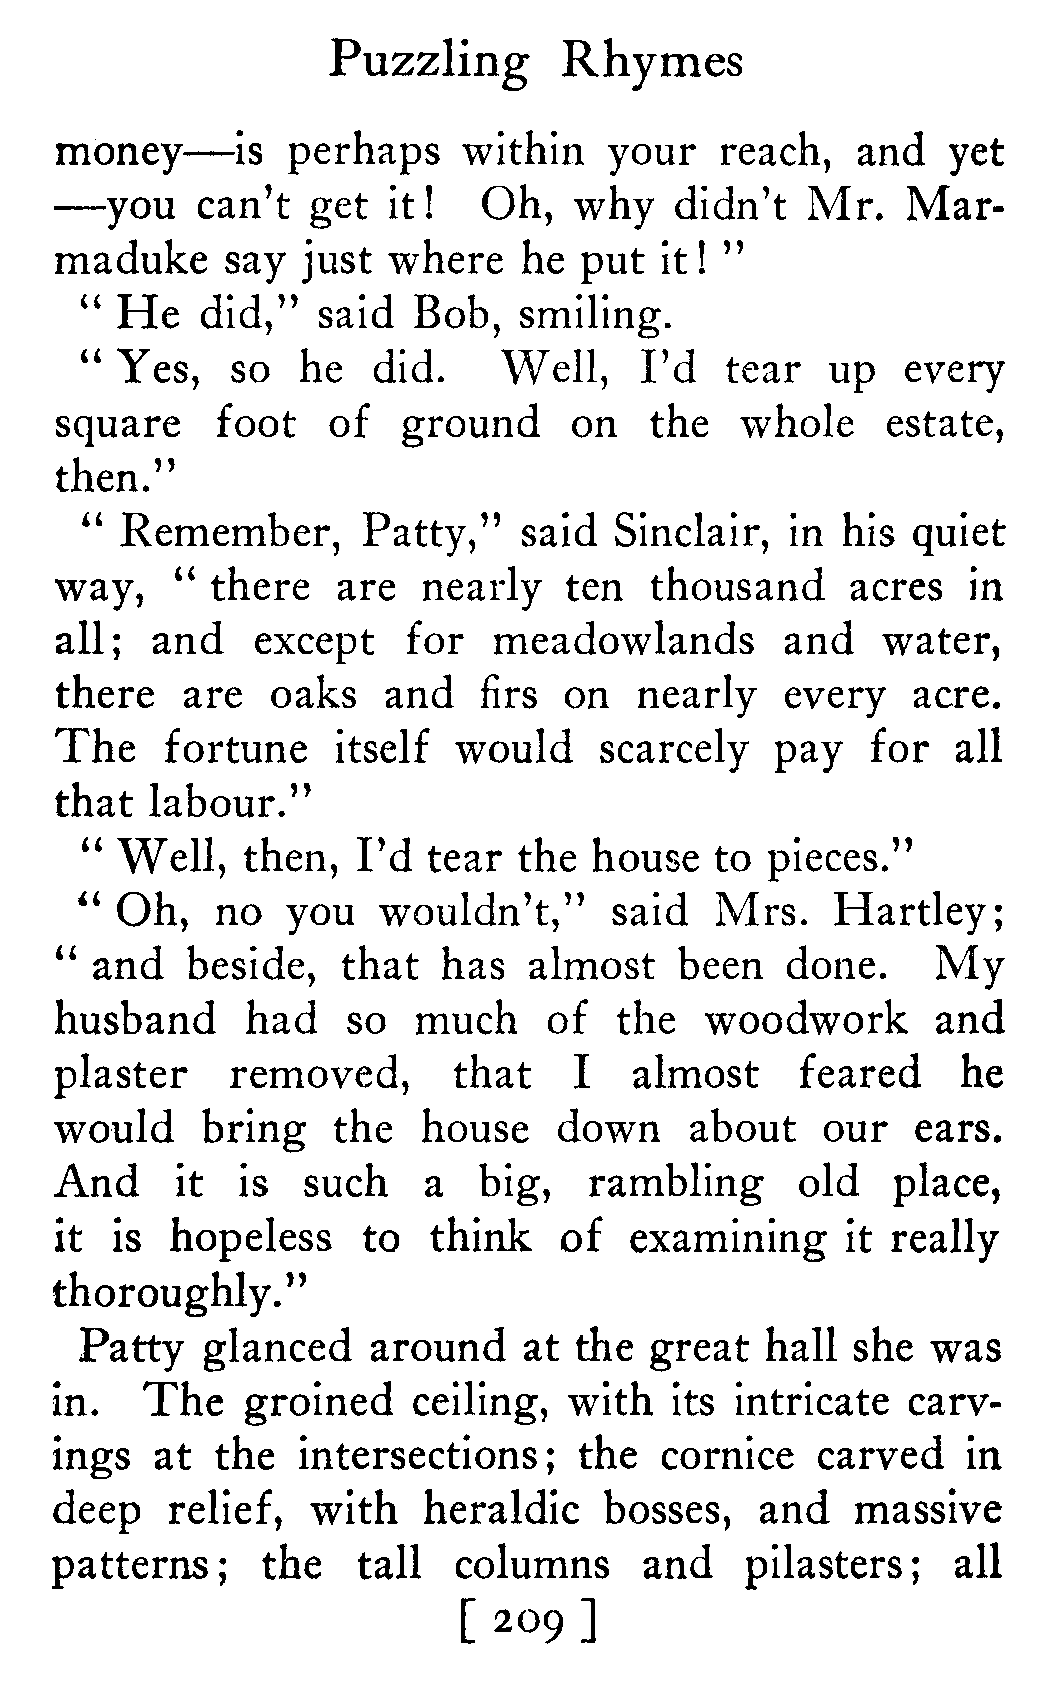 Puzzling Rhymes
money—is perhaps within your reach, and yet
—you can't get it! Oh, why didn't Mr. Mar-
maduke say just where he put it!"
"He did," said Bob, smiling.
"Yes, so he did. Well, I'd tear up every
square foot of ground on the whole estate,
then."
"Remember, Patty," said Sinclair, in his quiet
way, "there are nearly ten thousand acres in
all; and except for meadowlands and water,
there are oaks and firs on nearly every acre.
The fortune itself would scarcely pay for all
that labour."
"Well, then, I'd tear the house to pieces."
"Oh, no you wouldn't," said Mrs. Hartley;
"and beside, that has almost been done. My
husband had so much of the woodwork and
plaster removed, that I almost feared he
would bring the house down about our ears.
And it is such a big, rambling old place,
it is hopeless to think of examining it really
thoroughly."
Patty glanced around at the great hall she was
in. The groined ceiling, with its intricate carv-
ings at the intersections; the cornice carved in
deep relief, with heraldic bosses, and massive
patterns; the tall columns and pilasters; all
[ 209 ]